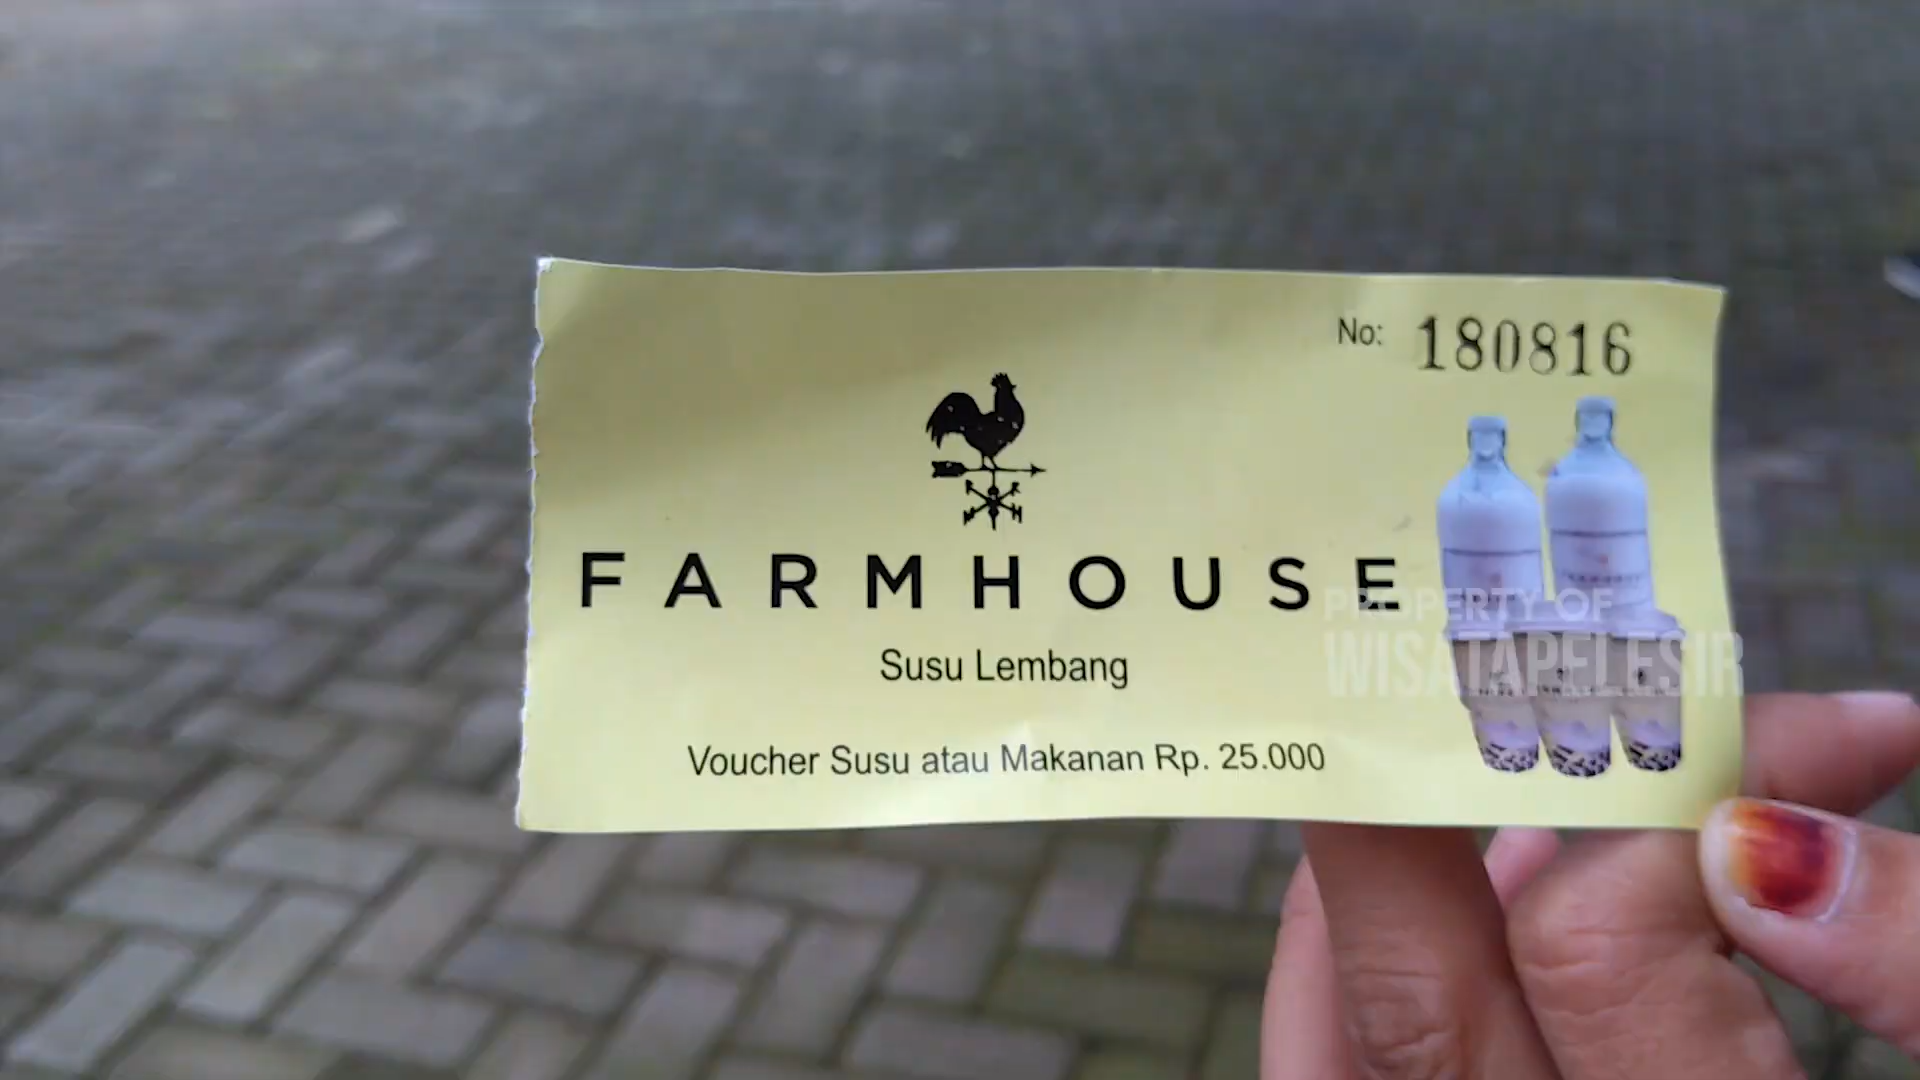 No: 180816
FARMHOUSE
Susu Lembang
Voucher Susu atau Makanan Rp. 25.000
PROPERTY OF
WISATAPELESIR